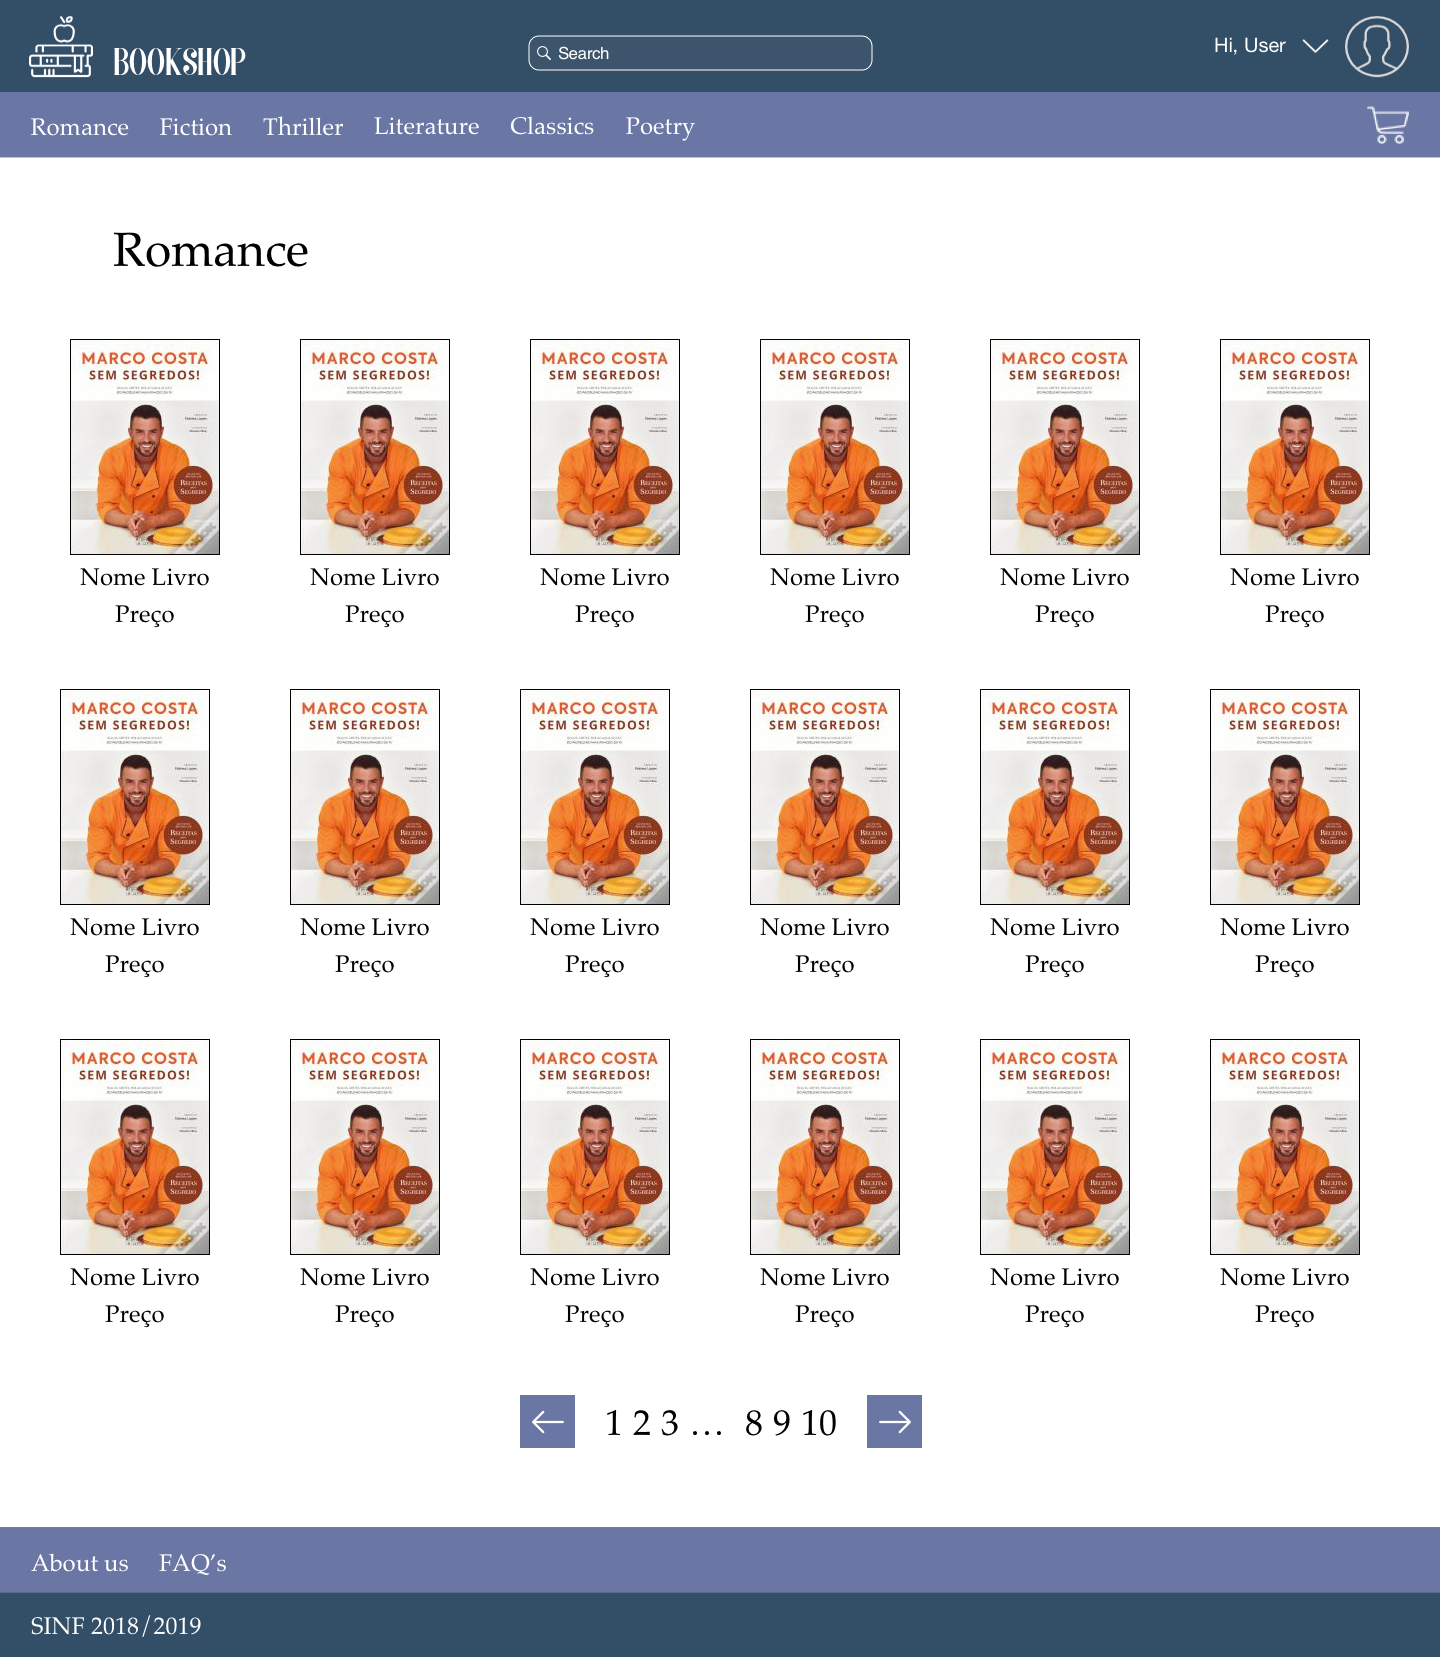 BOOKSHOP
Search
Hi, User
Romance Fiction Thriller Literature Classics Poetry
Romance
MARCO COSTA MARCO COSTA MARCO COSTA MARCO COSTA MARCO COSTA MARCO COSTA
SEM SEGREDOS! SEM SEGREDOS! SEM SEGREDOS! SEM SEGREDOS! SEM SEGREDOS! SEM SEGREDOS!
RECEITAS RECEITAS RECEITAS RECEITAS RECEITAS RECEITAS
SEGREDO SEGREDO SEGREDO SEGREDO SEGREDO SEGREDO
Nome Livro Nome Livro Nome Livro Nome Livro Nome Livro Nome Livro
Preço Preço Preço Preço Preço Preço
MARCO COSTA MARCO COSTA MARCO COSTA MARCO COSTA MARCO COSTA MARCO COSTA
SEM SEGREDOS! SEM SEGREDOS! SEM SEGREDOS! SEM SEGREDOS! SEM SEGREDOS! SEM SEGREDOS!
RECEITAS RECEITAS RECEITAS RECEITAS RECEITAS RECEITAS
SEGREDO SEGREDO SEGREDO SEGREDO SEGREDO SEGREDO
Nome Livro Nome Livro Nome Livro Nome Livro Nome Livro Nome Livro
Preço Preço Preço Preço Preço Preço
MARCO COSTA MARCO COSTA MARCO COSTA MARCO COSTA MARCO COSTA MARCO COSTA
SEM SEGREDOS! SEM SEGREDOS! SEM SEGREDOS! SEM SEGREDOS! SEM SEGREDOS! SEM SEGREDOS!
RECEITAS RECEITAS RECEITAS RECEITAS RECEITAS RECEITAS
SEGREDO SEGREDO SEGREDO SEGREDO SEGREDO SEGREDO
Nome Livro Nome Livro Nome Livro Nome Livro Nome Livro Nome Livro
Preço Preço Preço Preço Preço Preço
1 2 3 … 8 9 10
About us FAQ’s
SINF 2018/2019